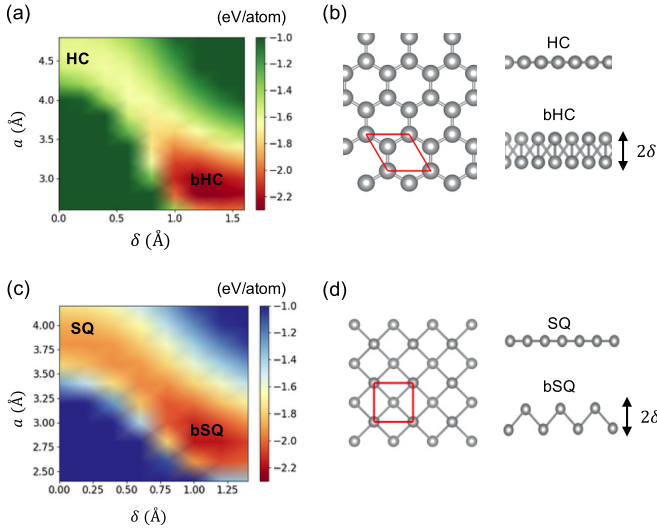 (a)
(eV/atom)
HC
bHC
4.5
4.0
3.5
3.0
a (Å)
0.0 0.5 1.0 1.5
δ (Å)
−1.0
−1.2
−1.4
−1.6
−1.8
−2.0
−2.2
(b)
HC
bHC
2δ
(c)
(eV/atom)
SQ
bSQ
4.00
3.75
3.50
3.25
3.00
2.75
2.50
a (Å)
0.00 0.25 0.50 0.75 1.00 1.25
δ (Å)
−1.0
−1.2
−1.4
−1.6
−1.8
−2.0
−2.2
(d)
SQ
bSQ
2δ